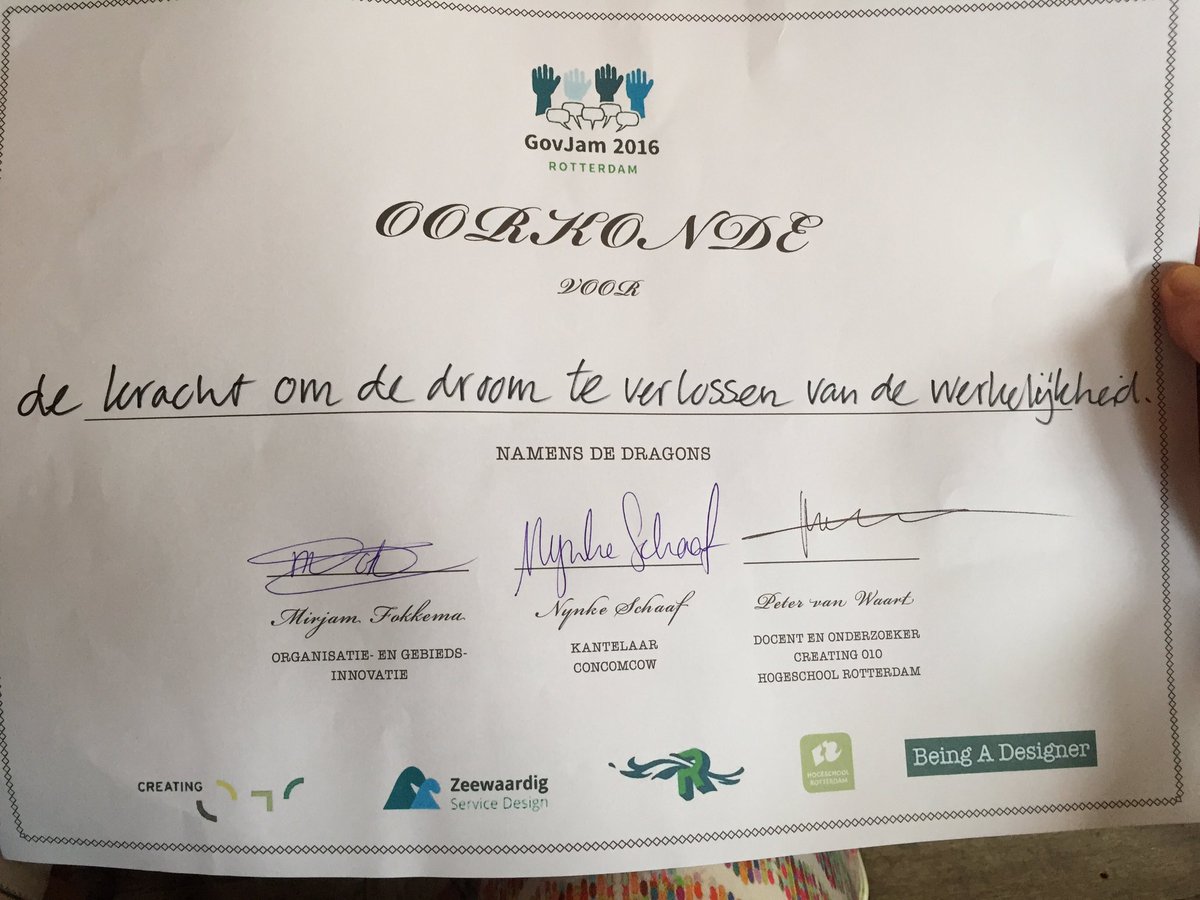 GovJam 2016
ROTTERDAM
OORKONDE
VOOR
de kracht om de droom te verlossen van de werkelijkheid.
NAMENS DE DRAGONS
Nynke Schaaf
Mirjam Fokkema
Nynke Schaaf
Peter van Waart
ORGANISATIE- EN GEBIEDS-
INNOVATIE
KANTELAAR
CONCOMCOW
DOCENT EN ONDERZOEKER
CREATING 010
HOGESCHOOL ROTTERDAM
CREATING
Zeewaardig
Service Design
R
HOGESCHOOL
ROTTERDAM
Being A Designer